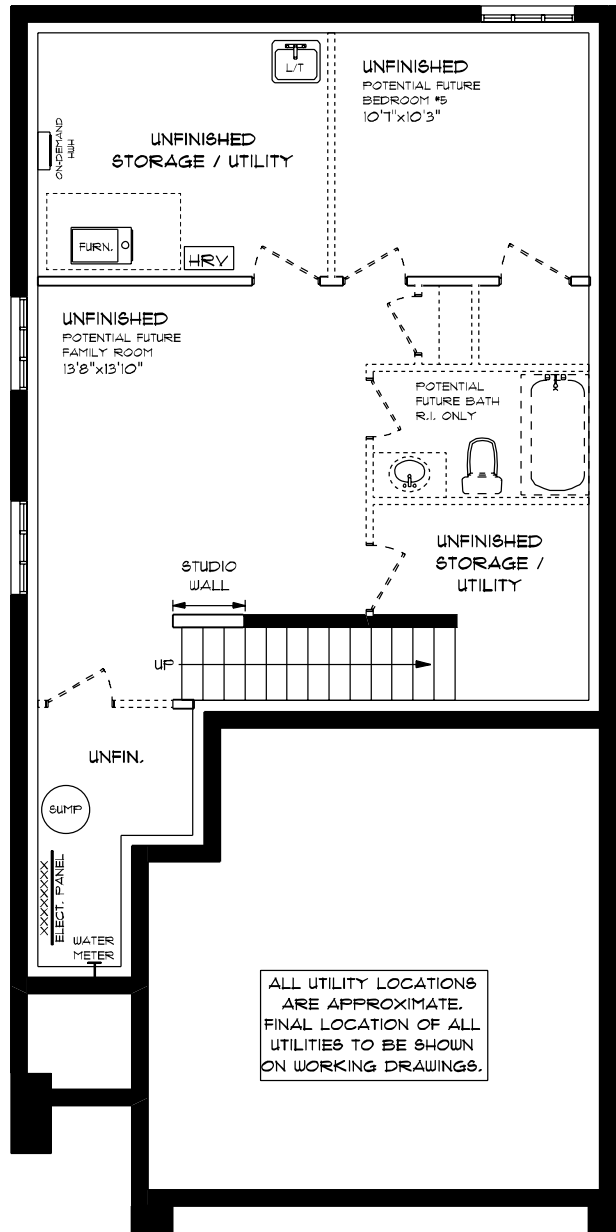 L/T
UNFINISHED
POTENTIAL FUTURE
BEDROOM #5
10'7"x10'3"
ON-DEMAND
HWH
UNFINISHED
STORAGE / UTILITY
FURN.
HRV
UNFINISHED
POTENTIAL FUTURE
FAMILY ROOM
13'8"x13'10"
POTENTIAL
FUTURE BATH
R.I. ONLY
UNFINISHED
STORAGE /
UTILITY
STUDIO
WALL
UP
UNFIN.
SUMP
XXXXXXXX
ELECT. PANEL
WATER
METER
ALL UTILITY LOCATIONS
ARE APPROXIMATE.
FINAL LOCATION OF ALL
UTILITIES TO BE SHOWN
ON WORKING DRAWINGS.